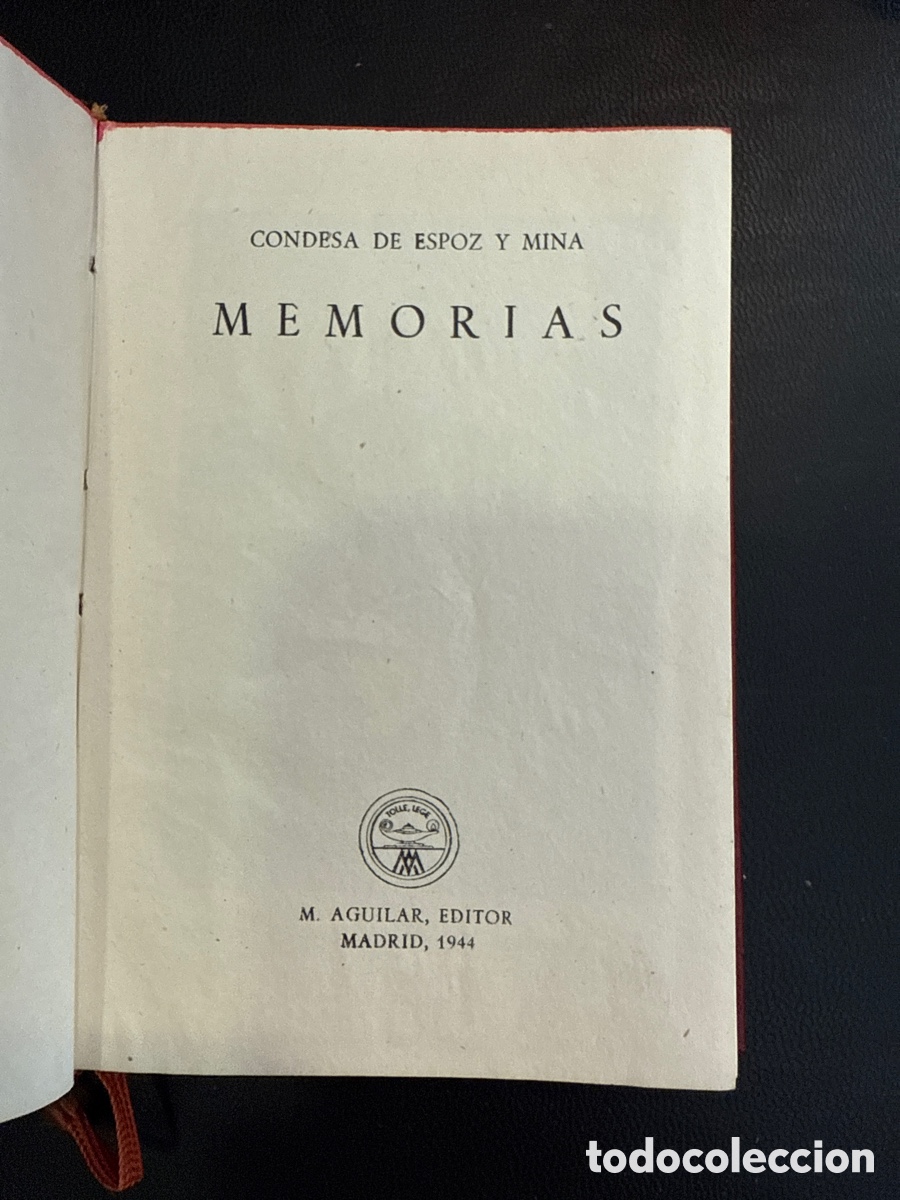 CONDESA DE ESPOZ Y MINA
MEMORIAS
TOLLE, LEGE
M. AGUILAR, EDITOR
MADRID, 1944
todocoleccion